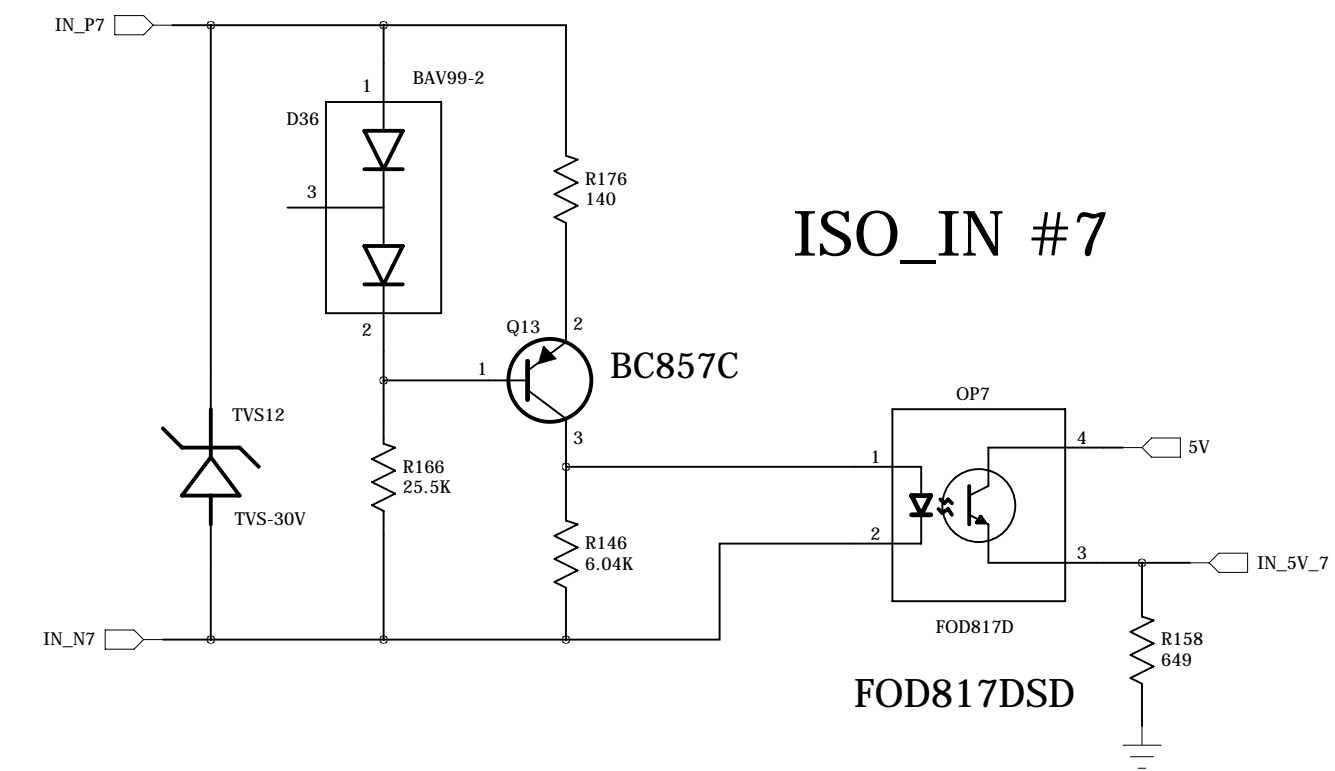 IN_P7
BAV99-2
1
D36
3
R176
140
ISO_IN #7
2
Q13
2
1
BC857C
TVS12
3
OP7
4
5V
1
R166
25.5K
TVS-30V
2
R146
6.04K
3
IN_5V_7
IN_N7
FOD817D
R158
649
FOD817DSD